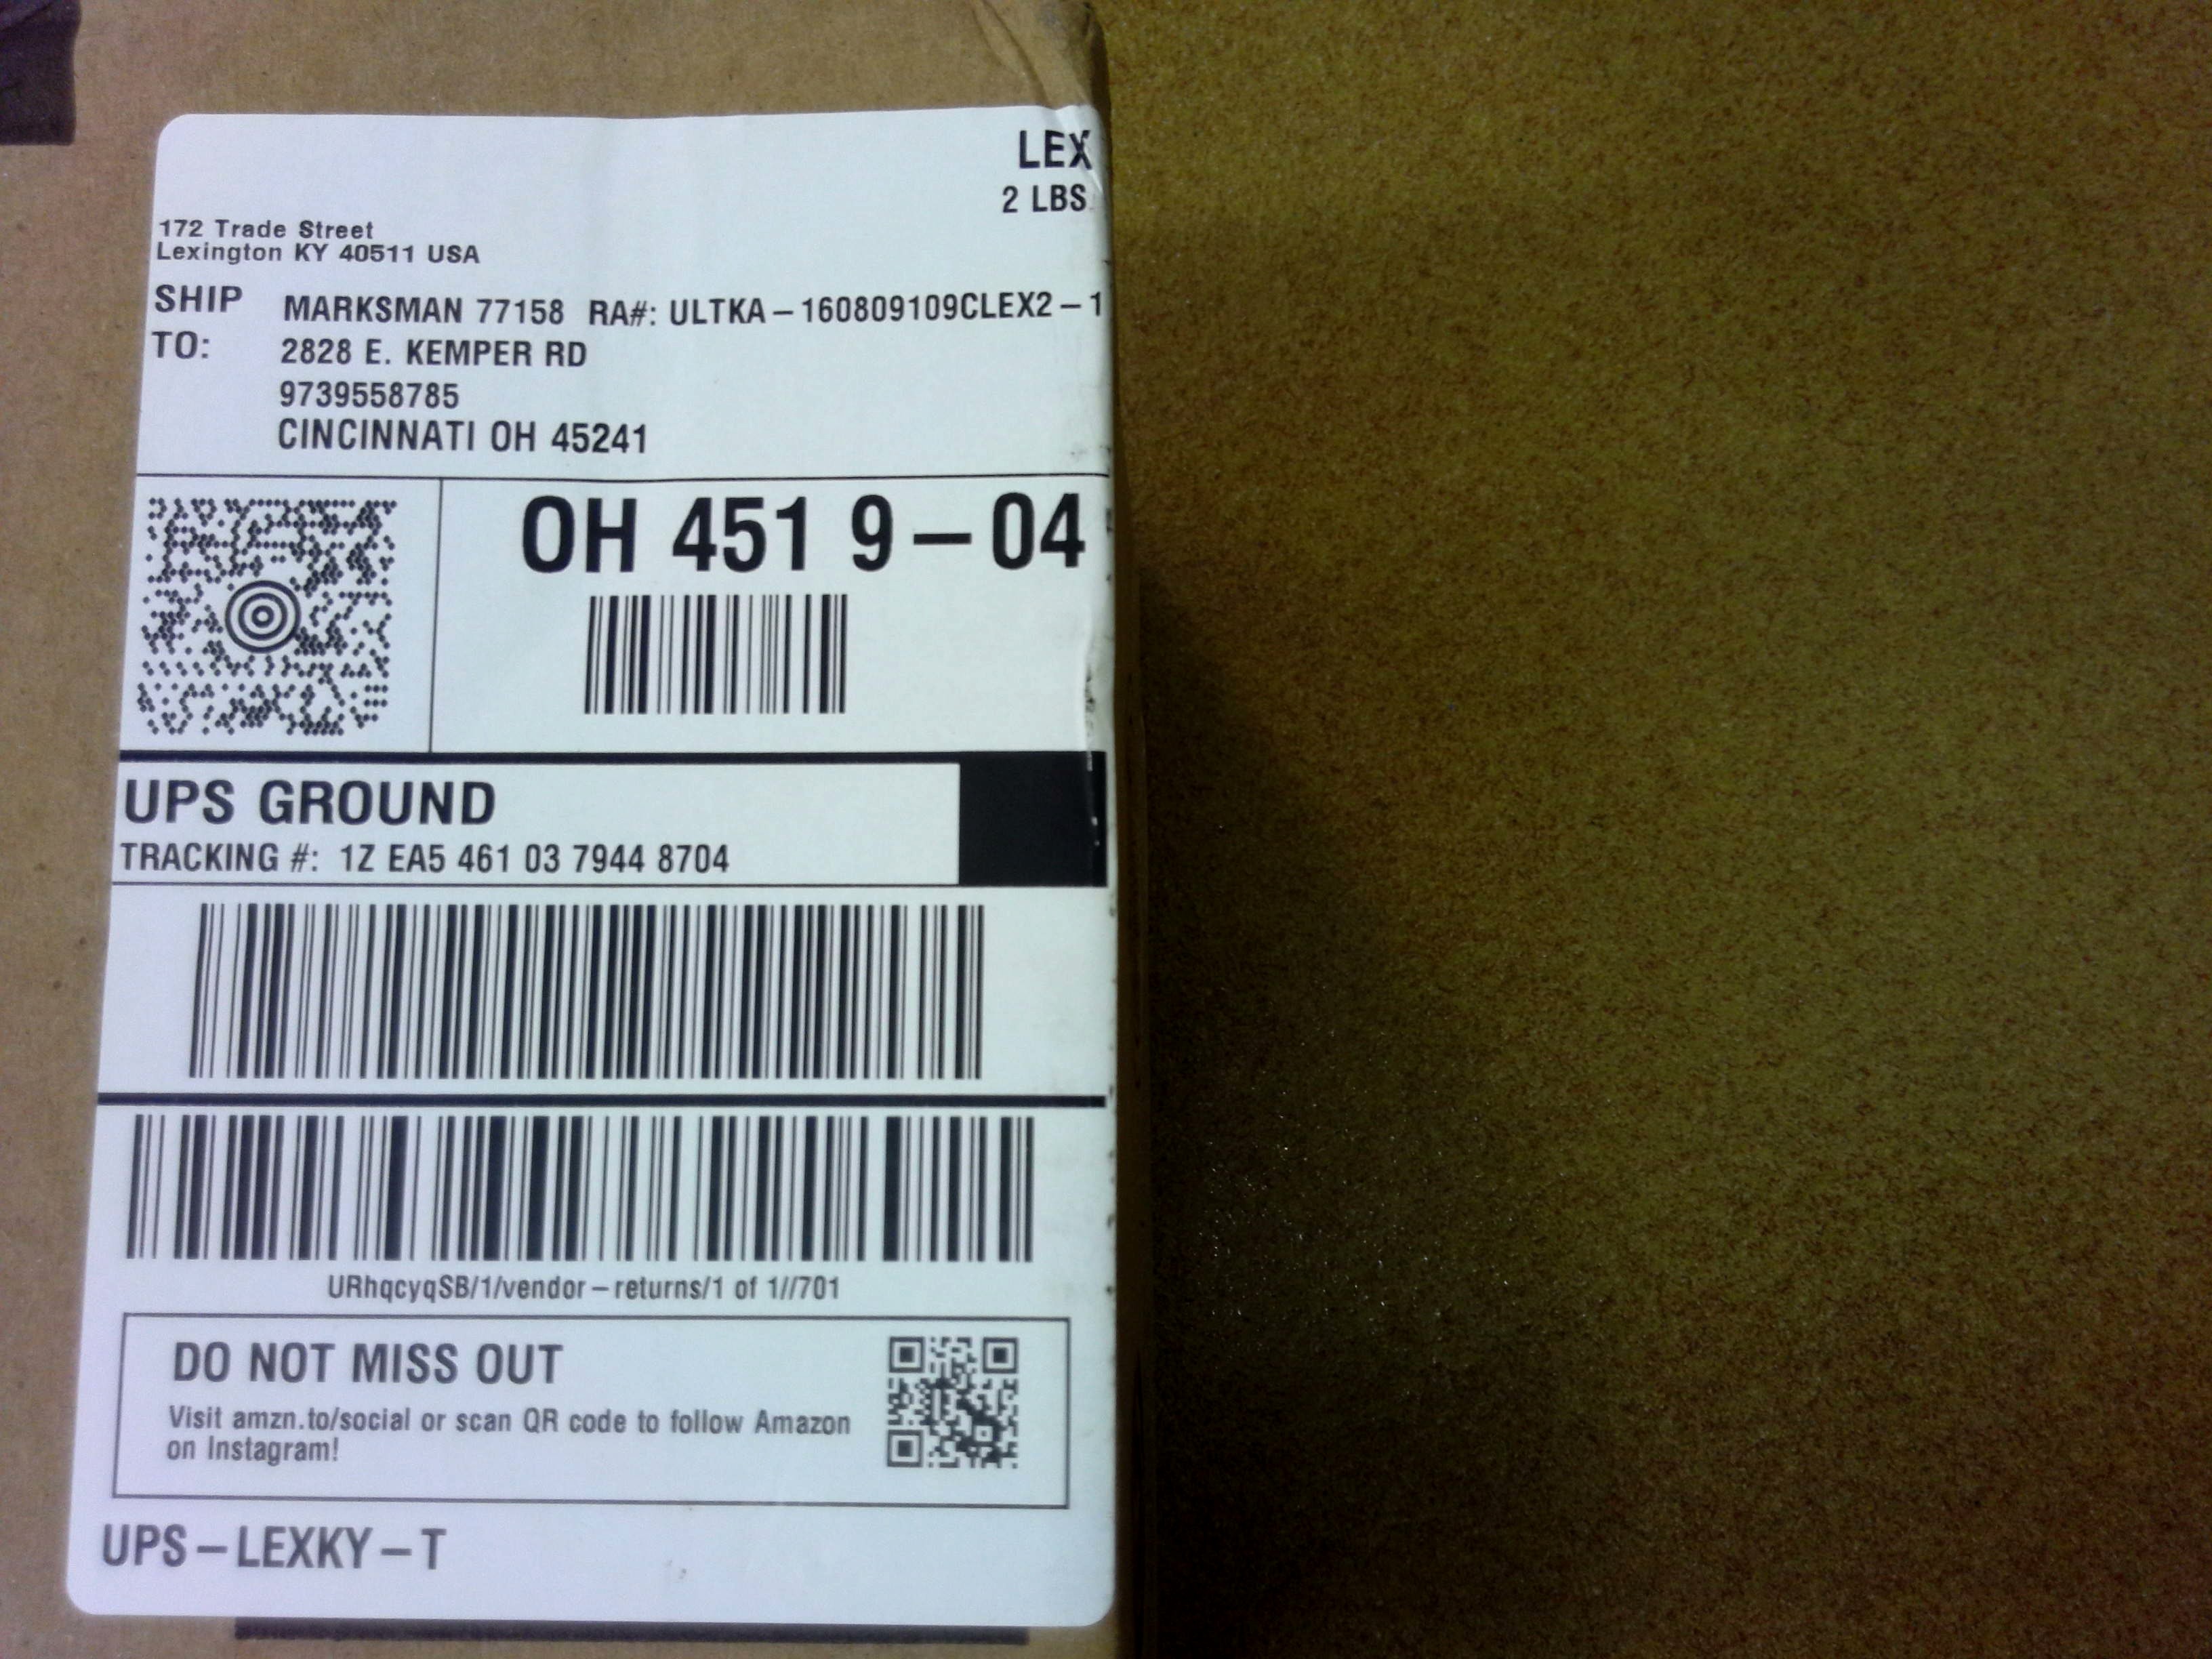 LEX
2 LBS
172 Trade Street
Lexington KY 40511 USA
SHIP TO:
MARKSMAN 77158 RA#: ULTKA-160809109CLEX2-1
2828 E. KEMPER RD
9739558785
CINCINNATI OH 45241
OH 451 9-04
UPS GROUND
TRACKING #: 1Z EA5 461 03 7944 8704
URhqcyqSB/1/vendor-returns/1 of 1//701
DO NOT MISS OUT
Visit amzn.to/social or scan QR code to follow Amazon
on Instagram!
UPS-LEXKY-T